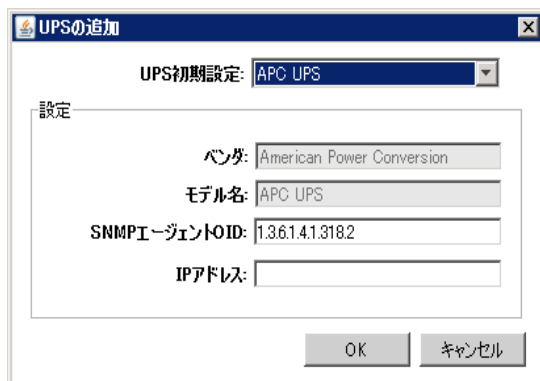 UPSの追加
UPS初期設定: APC UPS
設定
ベンダ: American Power Conversion
モデル名: APC UPS
SNMPエージェントOID: 1.3.6.1.4.1.318.2
IPアドレス:
OK キャンセル